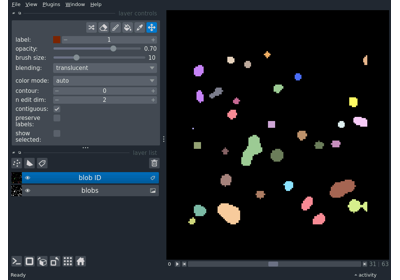 File View Plugins Window Help
layer controls
label: 1
opacity: 0.70
brush size: 10
blending: translucent
color mode: auto
contour: 0
n edit dim: 2
contiguous:
preserve
labels:
show
selected:
layer list
blob ID
blobs
31 63
Ready
activity